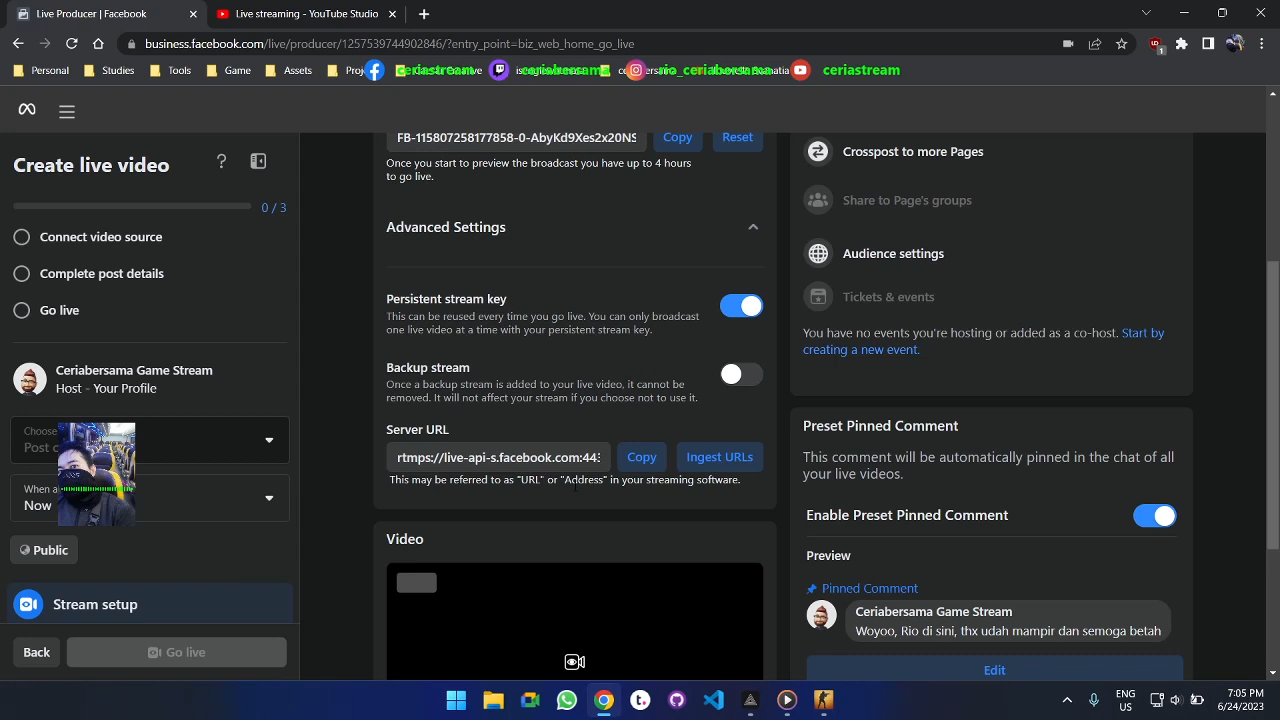 Live Producer | Facebook
Live streaming - YouTube Studio
business.facebook.com/live/producer/1257539744902846/?entry_point=biz_web_home_go_live
1
Personal
Studies
Tools
Game
Assets
ceriastream
ceriabersama
rio_ceriabersama
ceriastream
Create live video
0 / 3
Connect video source
Complete post details
Go live
Ceriabersama Game Stream
Host - Your Profile
Now
Public
Stream setup
Back
Go live
FB-115807258177858-0-AbyKd9Xes2x20NS
Copy
Reset
Once you start to preview the broadcast you have up to 4 hours
to go live.
Advanced Settings
Persistent stream key
This can be reused every time you go live. You can only broadcast
one live video at a time with your persistent stream key.
Backup stream
Once a backup stream is added to your live video, it cannot be
removed. It will not affect your stream if you choose not to use it.
Server URL
rtmps://live-api-s.facebook.com:443
Copy
Ingest URLs
This may be referred to as "URL" or "Address" in your streaming software.
Video
Crosspost to more Pages
Share to Page's groups
Audience settings
Tickets & events
You have no events you're hosting or added as a co-host. Start by
creating a new event.
Preset Pinned Comment
This comment will be automatically pinned in the chat of all
your live videos.
Enable Preset Pinned Comment
Preview
Pinned Comment
Ceriabersama Game Stream
Woyoo, Rio di sini, thx udah mampir dan semoga betah
Edit
ENG
US
7:05 PM
6/24/2023